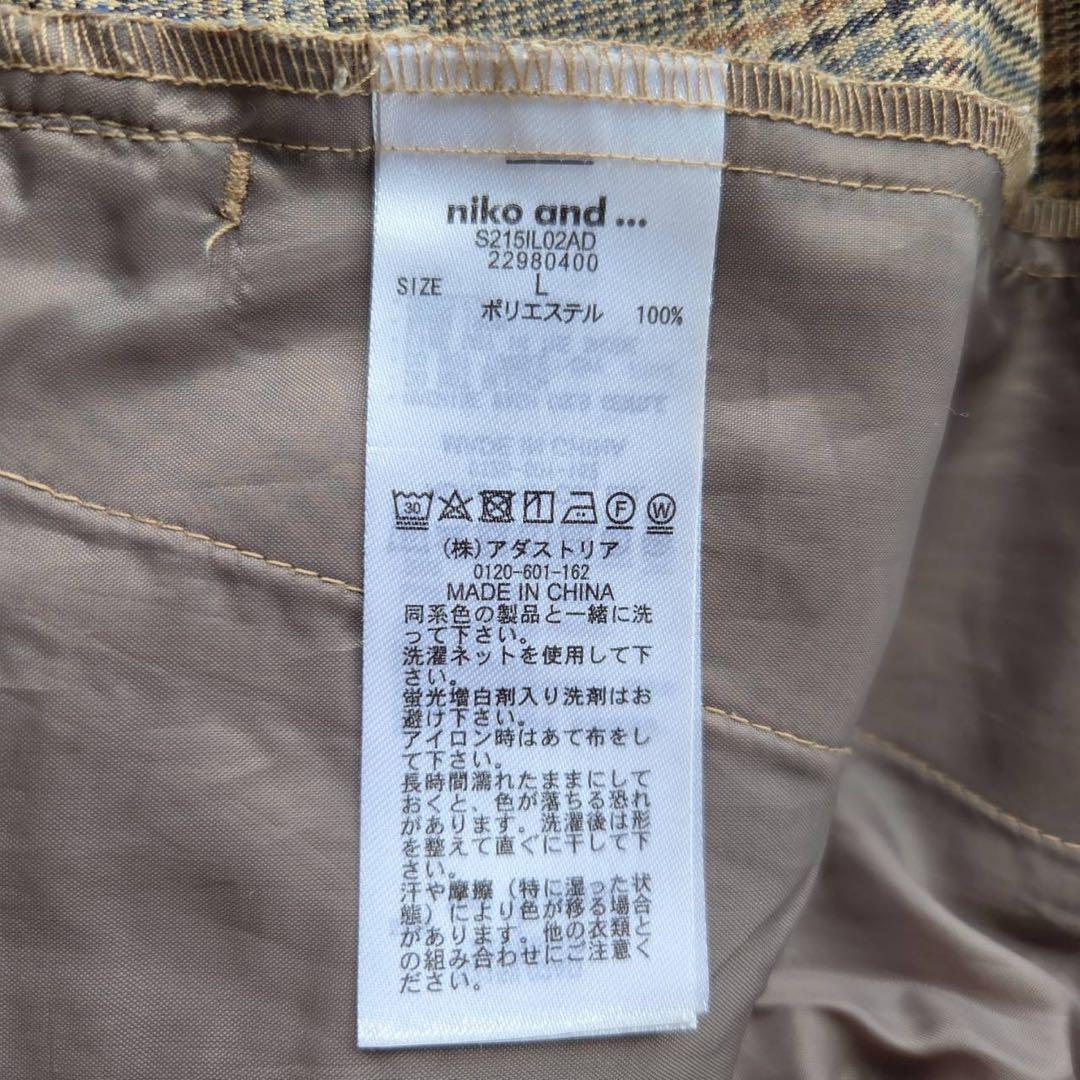 niko and ...
S215IL02AD
22980400
SIZE L
ポリエステル 100%
30 F W
(株)アダストリア
0120-601-162
MADE IN CHINA
同系色の製品と一緒に洗
って下さい。
洗濯ネットを使用して下
さい。
蛍光増白剤入り洗剤はお
避け下さい。
アイロン時はあて布をし
て下さい。
長時間濡れたままにして
おくと、色が落ちる恐れ
があります。洗濯後は形
を整えて直ぐに干して下
さい。
汗や摩擦(特に湿った状
態)により色が移る場合
があります。他の衣類と
の組み合わせにご注意く
ださい。